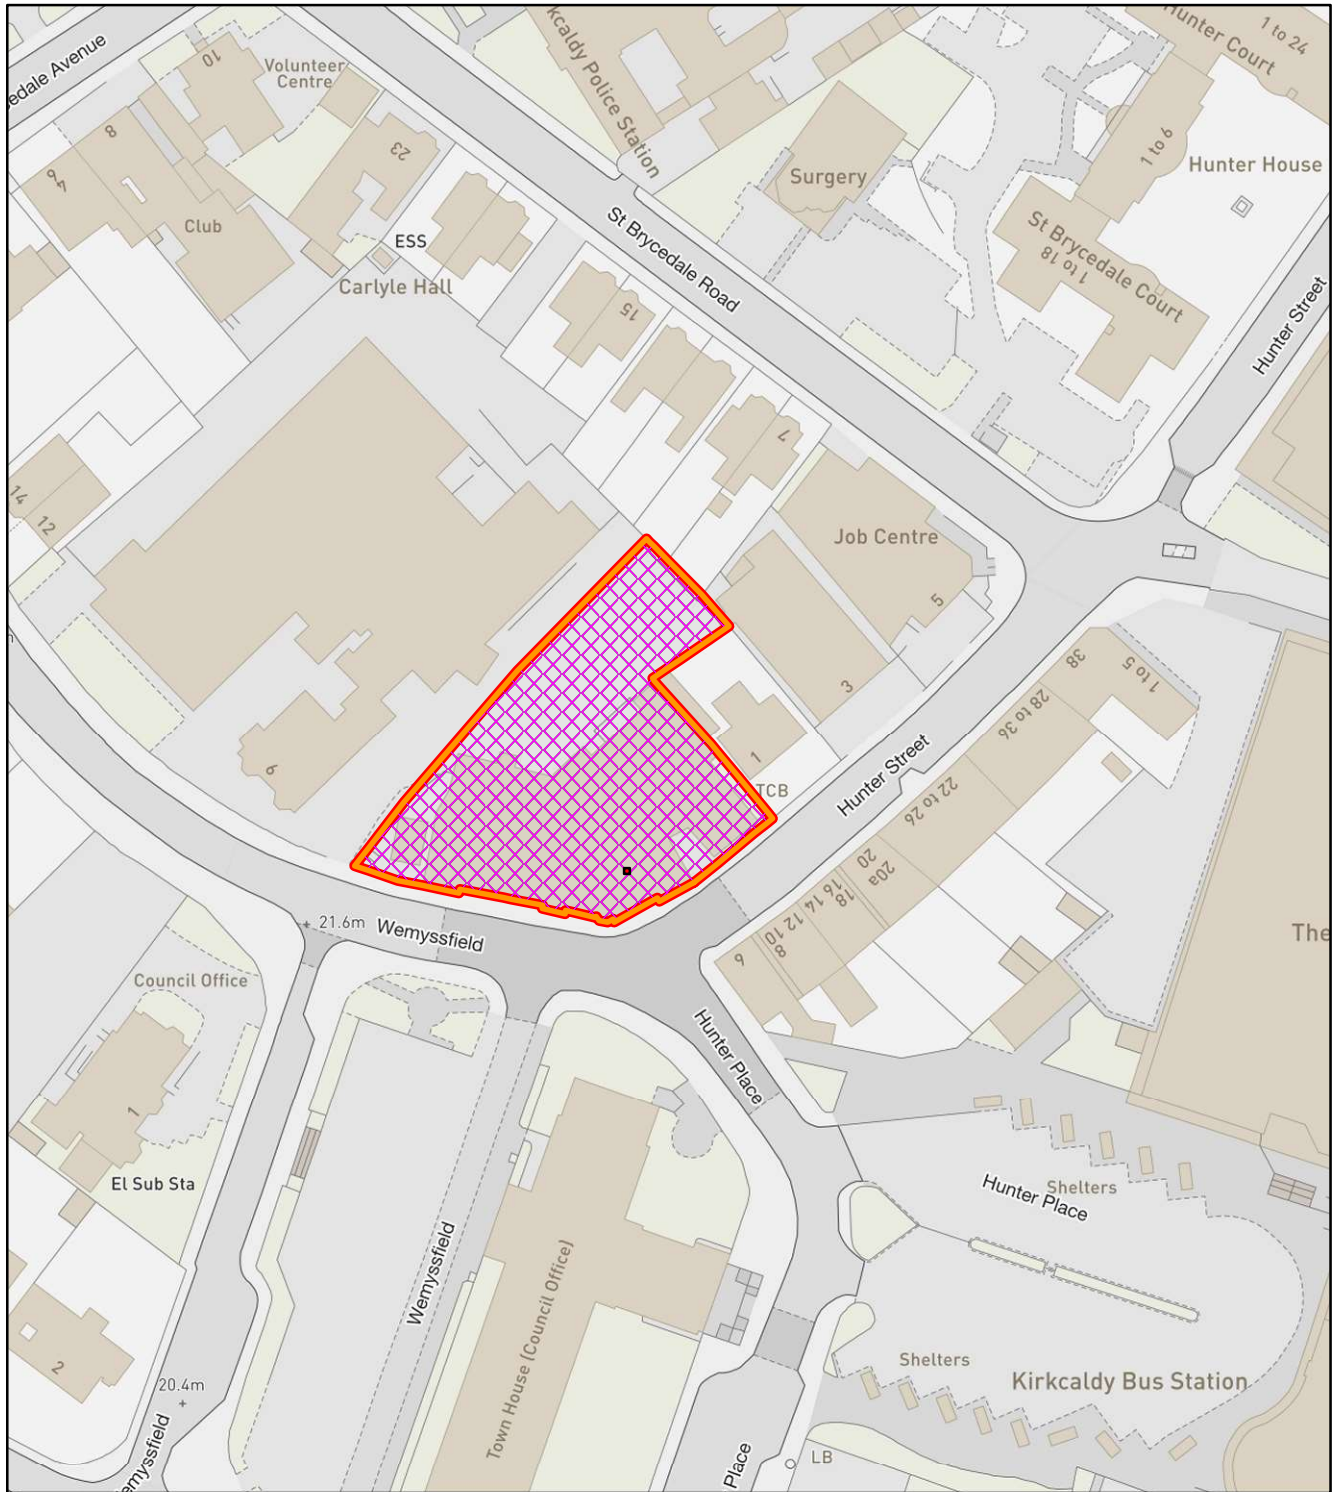 Hunter Court
1 to 24
kcaldy Police Station
edale Avenue
10
Volunteer
Centre
8
23
1 to 6
46
Surgery
Hunter House
Club
ESS
St Brycedale Road
St Brycedale Court
1 to 18
Carlyle Hall
15
Hunter Street
4
14
12
Job Centre
5
3
38
1 to 5
28 to 36
1
TCB
Hunter Street
22 to 26
20
20a
18
16
14
12
10
8
6
9
21.6m
Wemyssfield
The
Council Office
Hunter Place
1
El Sub Sta
Shelters
Hunter Place
Wemyssfield
Town House (Council Office)
2
20.4m
Shelters
Kirkcaldy Bus Station
emyssfield
Place
LB